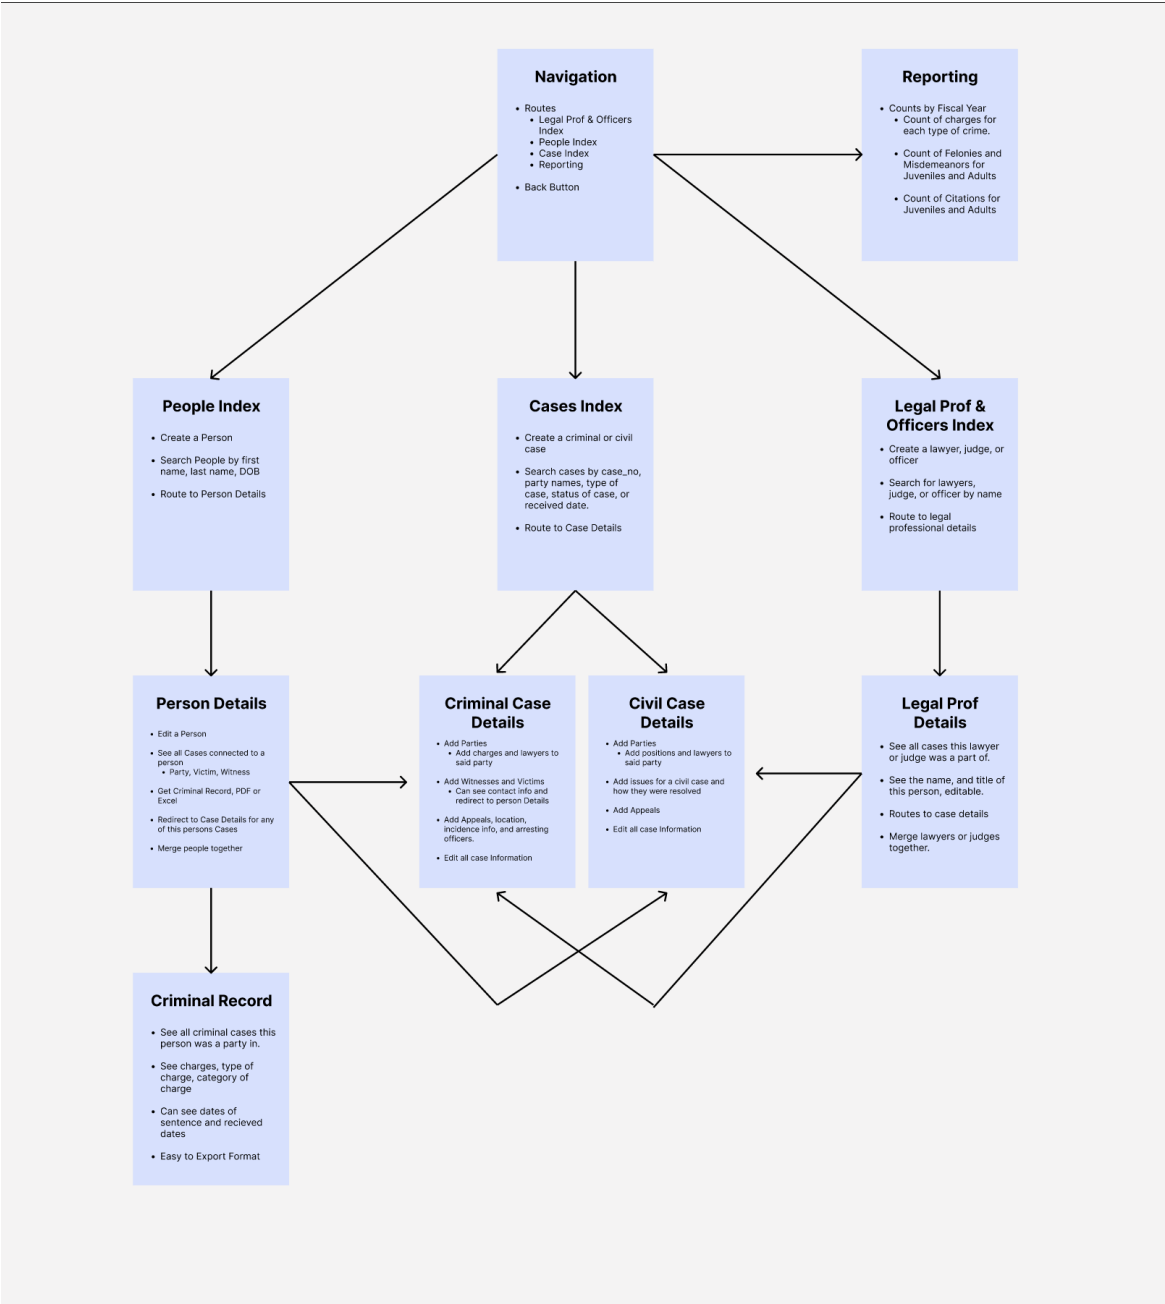 Navigation
• Routes
• Legal Prof & Officers
Index
• People Index
• Case Index
• Reporting
• Back Button
Reporting
• Counts by Fiscal Year
• Count of charges for
each type of crime.
• Count of Felonies and
Misdemeanors for
Juveniles and Adults
• Count of Citations for
Juveniles and Adults
People Index
• Create a Person
• Search People by first
name, last name, DOB
• Route to Person Details
Cases Index
• Create a criminal or civil
case
• Search cases by case_no,
party names, type of
case, status of case, or
received date.
• Route to Case Details
Legal Prof &
Officers Index
• Create a lawyer, judge, or
officer
• Search for lawyers,
judge, or officer by name
• Route to legal
professional details
Person Details
• Edit a Person
• See all Cases connected to a
person
• Party, Victim, Witness
• Get Criminal Record, PDF or
Excel
• Redirect to Case Details for any
of this persons Cases
• Merge people together
Criminal Case
Details
• Add Parties
• Add charges and lawyers to
said party
• Add Witnesses and Victims
• Can see contact info and
redirect to person Details
• Add Appeals, location,
incidence info, and arresting
officers.
• Edit all case Information
Civil Case
Details
• Add Parties
• Add positions and lawyers to
said party
• Add issues for a civil case and
how they were resolved
• Add Appeals
• Edit all case Information
Legal Prof
Details
• See all cases this lawyer
or judge was a part of.
• See the name, and title of
this person, editable.
• Routes to case details
• Merge lawyers or judges
together.
Criminal Record
• See all criminal cases this
person was a party in.
• See charges, type of
charge, category of
charge
• Can see dates of
sentence and recieved
dates
• Easy to Export Format